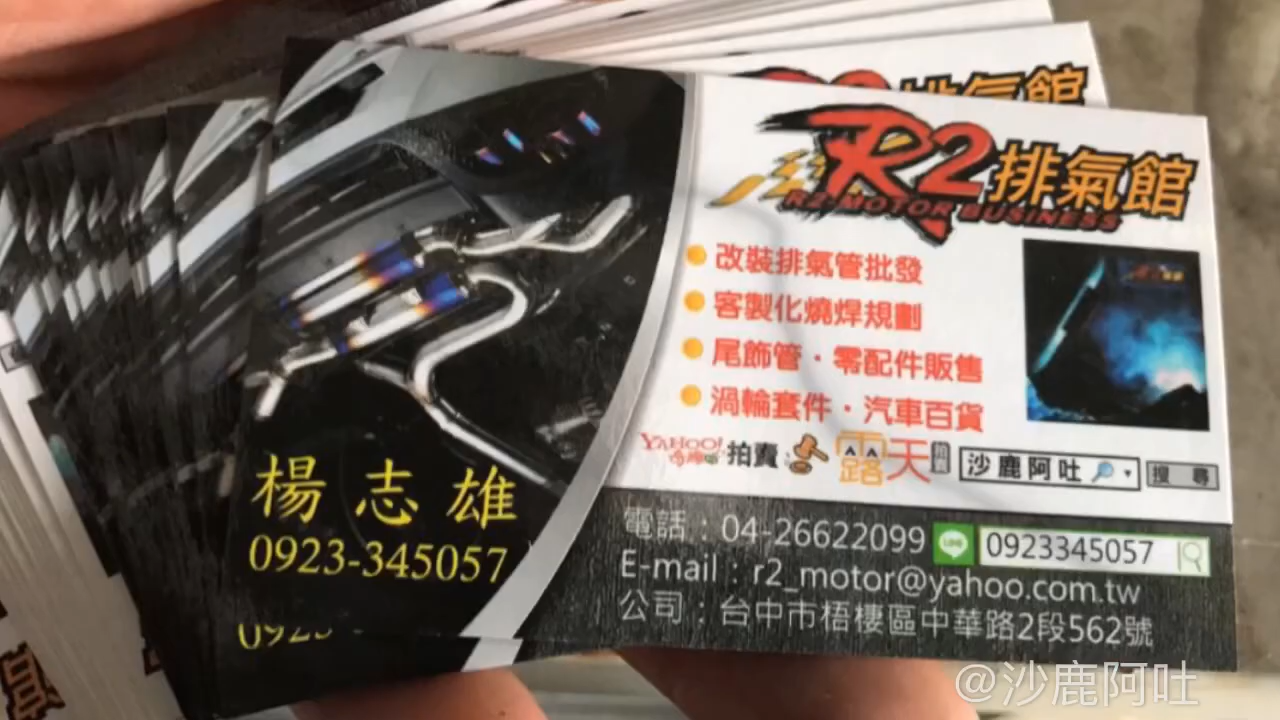 R2排氣館
R2-MOTOR BUSINESS
改裝排氣管批發
客製化燒焊規劃
尾飾管・零配件販售
渦輪套件・汽車百貨
YAHOO!奇摩 拍賣 露天拍賣 沙鹿阿吐 搜尋
楊志雄
0923-345057
電話：04-26622099 LINE 0923345057
E-mail：r2_motor@yahoo.com.tw
公司：台中市梧棲區中華路2段562號
@沙鹿阿吐